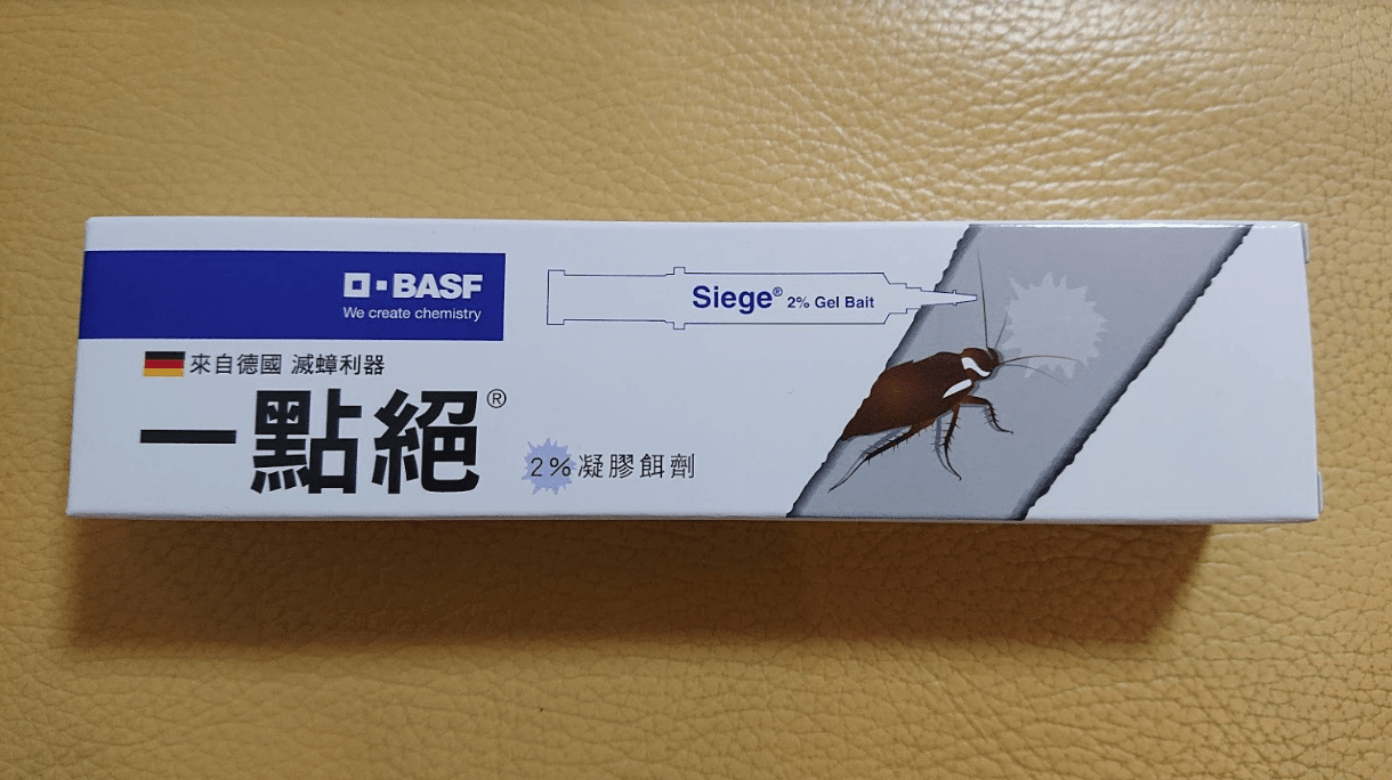 BASF
We create chemistry
Siege® 2% Gel Bait
來自德國 滅蟑利器
一點絕®
2%凝膠餌劑